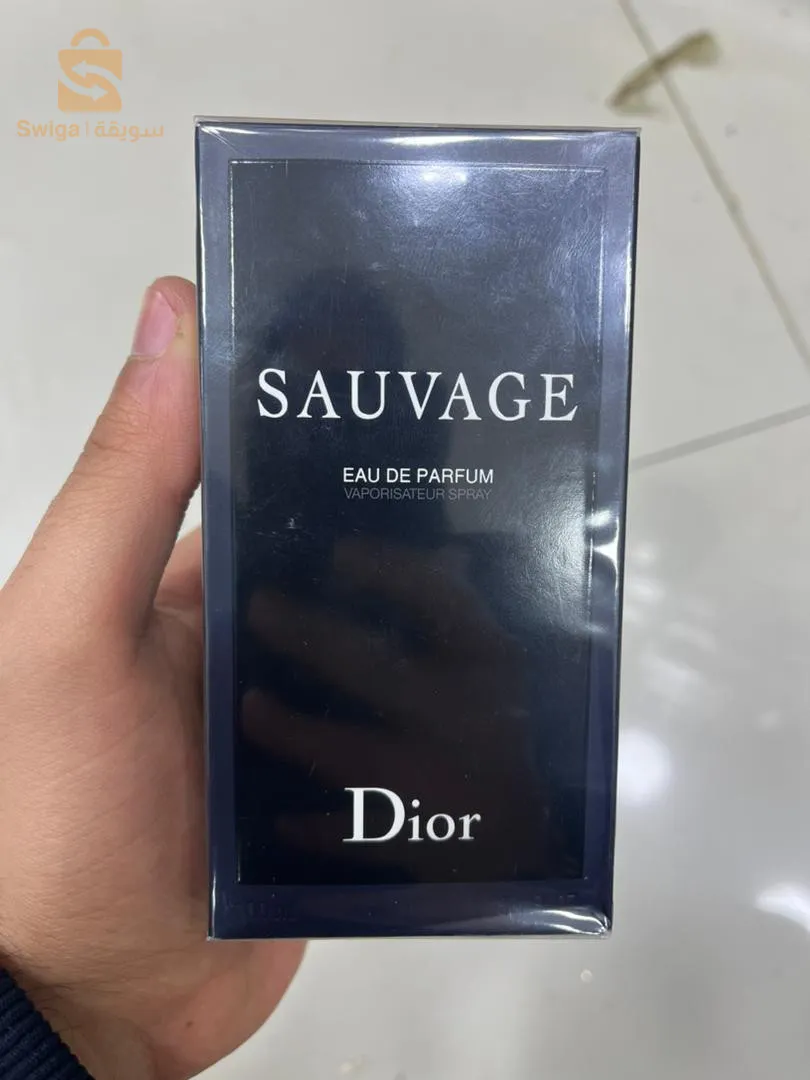 Swiga | سويقة
SAUVAGE
EAU DE PARFUM
VAPORISATEUR SPRAY
Dior